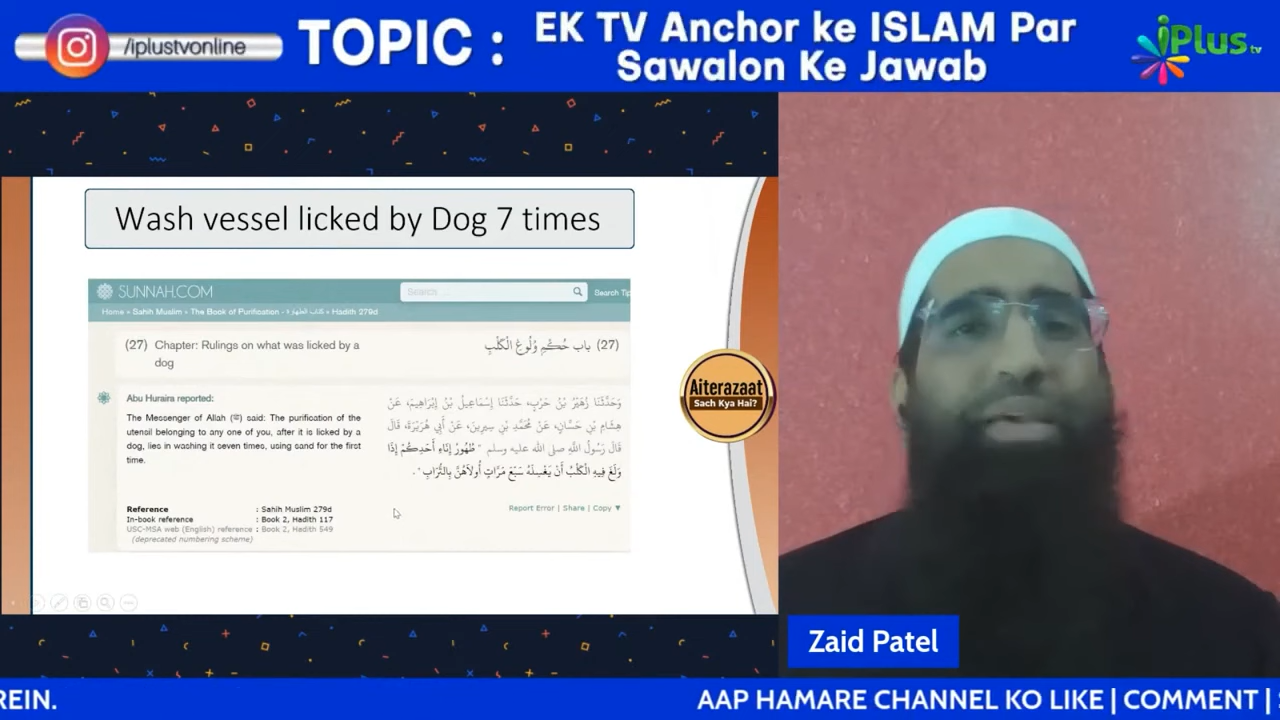 /iplustvonline
TOPIC :
EK TV Anchor ke ISLAM Par
Sawalon Ke Jawab
iPlus tv
Wash vessel licked by Dog 7 times
SUNNAH.COM
Search ...
Search Tip
Home » Sahih Muslim » The Book of Purification - كتاب الطهارة » Hadith 279d
(27) Chapter: Rulings on what was licked by a
dog
(27) باب حُكْمِ وُلُوغِ الْكَلْبِ
Abu Huraira reported:
The Messenger of Allah (ﷺ) said: The purification of the
utensil belonging to any one of you, after it is licked by a
dog, lies in washing it seven times, using sand for the first
time.
وَحَدَّثَنَا زُهَيْرُ بْنُ حَرْبٍ، حَدَّثَنَا إِسْمَاعِيلُ بْنُ إِبْرَاهِيمَ، عَنْ
هِشَامِ بْنِ حَسَّانٍ، عَنْ مُحَمَّدِ بْنِ سِيرِينَ، عَنْ أَبِي هُرَيْرَةَ، قَالَ
قَالَ رَسُولُ اللَّهِ صلى الله عليه وسلم " طُهُورُ إِنَاءِ أَحَدِكُمْ إِذَا
وَلَغَ فِيهِ الْكَلْبُ أَنْ يَغْسِلَهُ سَبْعَ مَرَّاتٍ أُولاَهُنَّ بِالتُّرَابِ " .
Reference : Sahih Muslim 279d
In-book reference : Book 2, Hadith 117
USC-MSA web (English) reference : Book 2, Hadith 549
(deprecated numbering scheme)
Report Error | Share | Copy ▼
Aiterazaat
Sach Kya Hai?
Zaid Patel
REIN.
AAP HAMARE CHANNEL KO LIKE | COMMENT |